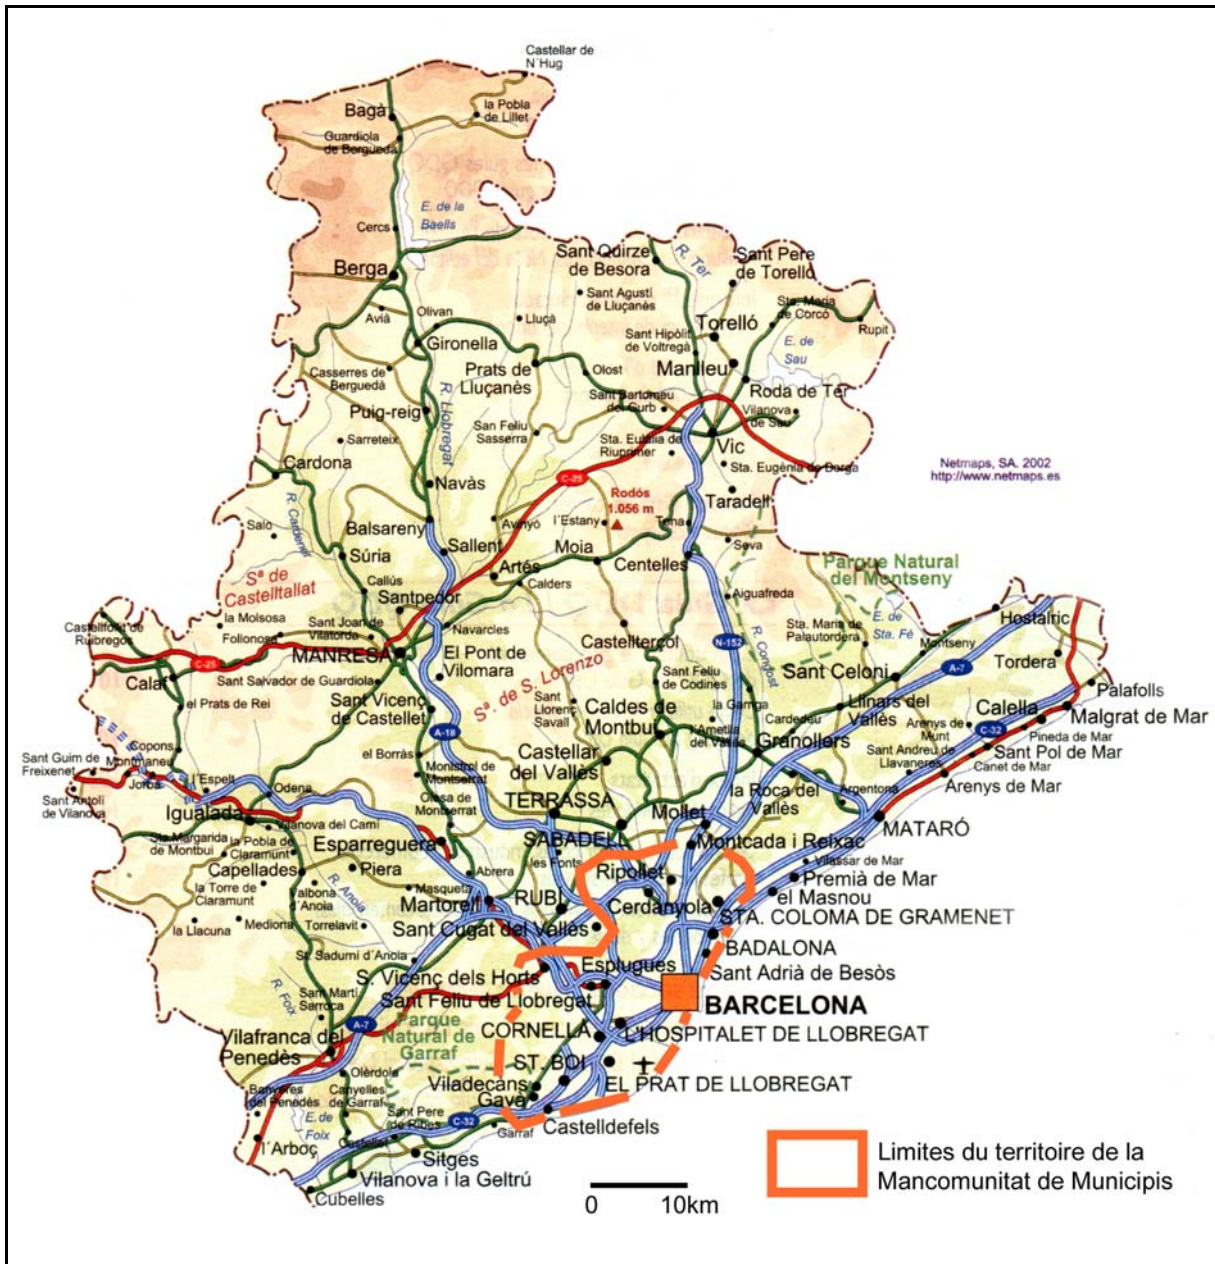 Castellar de
N´Hug
Bagà
la Pobla
de Lillet
Guardiola
de Berguedà
E. de la
Baells
Cercs
Berga
Sant Quirze
de Besora
R. Ter
Sant Pere
de Torelló
Sant Agustí
de Lluçanès
Sta. Maria
de Corcó
Rupit
Avià
Olivan
Lluçà
Torelló
Sant Hipòlit
de Voltregà
E. de
Sau
Gironella
Casserres de
Berguedà
Prats de
Lluçanès
Olost
Manlleu
Roda de Ter
Sant Bartomeu
del Gurb
Vilanova
de Sau
Puig-reig
R. Llobregat
San Feliu
Sasserra
Sarreteix
Sta. Eulàlia de
Riuprimer
Vic
Sta. Eugènia de Berga
Netmaps, SA. 2002
http://www.netmaps.es
Cardona
Navàs
C-25
Rodós
1.056 m
Taradell
R. Cardener
Salo
Balsareny
Avinyó
l´Estany
Tona
Súria
Sallent
Moia
Centelles
Seva
Parque Natural
del Montseny
Sª de
Castelltallat
Artés
Callús
Calders
Santpedor
Aiguafreda
Castellfollit de
Ruibregos
la Molsosa
Follonosa
Sant Joan de
Vilatorda
Navarcles
Castellterçol
N-152
R. Congost
Sta. Maria de
Palautordera
E. de
Sta. Fé
Montseny
Hostalric
C-25
MANRESA
El Pont de
Vilomara
Sª. de S. Lorenzo
Sant Feliu
de Codines
Sant Celoni
A-7
Tordera
Calaf
Sant Salvador de Guardiola
Palafolls
el Prats de Rei
Sant Vicenç
de Castellet
Sant
Llorenç
Savall
Caldes de
Montbui
la Garriga
Cardedeu
Llinars del
Vallès
Calella
Malgrat de Mar
A-18
l'Ametlla
del Vallès
Arenys de
Munt
C-32
Pineda de Mar
Copons
Montmaneu
Sant Guim de
Freixenet
el Borràs
Monistrol de
Montserrat
Castellar
del Vallès
Granollers
Sant Andreu de
Llavaneres
Sant Pol de Mar
Canet de Mar
Arenys de Mar
Jorba
l´Espelt
Odena
Olesa de
Montserrat
la Roca del
Vallès
Argentona
Sant Antoli
de Vilanova
Igualada
TERRASSA
Mollet
MATARÓ
Vilanova del Camí
Sta. Margarida
de Montbui
la Pobla de
Claramunt
Esparreguera
SABADELL
Montcada i Reixac
Capellades
Piera
les Fonts
Vilassar de Mar
Abrera
Ripollet
Premià de Mar
la Torre de
Claramunt
Vallbona
d´Anoia
R. Anoia
Masqueta
Martorell
RUBÍ
Cerdanyola
el Masnou
la Llacuna
Mediona
Torrelavit
Sant Cugat del Vallès
STA. COLOMA DE GRAMENET
BADALONA
St. Sadurní d´Anoia
Esplugues
Sant Adrià de Besòs
R. Foix
S. Vicenç dels Horts
Sant Martí
Sarroca
Sant Feliu de Llobregat
BARCELONA
A-7
Parque
Natural de
Garraf
CORNELLÀ
L'HOSPITALET DE LLOBREGAT
Vilafranca del
Penedès
ST. BOI
Olèrdola
Viladecans
EL PRAT DE LLOBREGAT
Banyeres
del Penedès
Canyelles
de Garraf
Gavà
E. de
Foix
Sant Pere
de Ribes
C-32
Castelldefels
l´Arboç
Castellet
Garraf
Sitges
Vilanova i la Geltrú
Cubelles
0 10km
Limites du territoire de la
Mancomunitat de Municipis